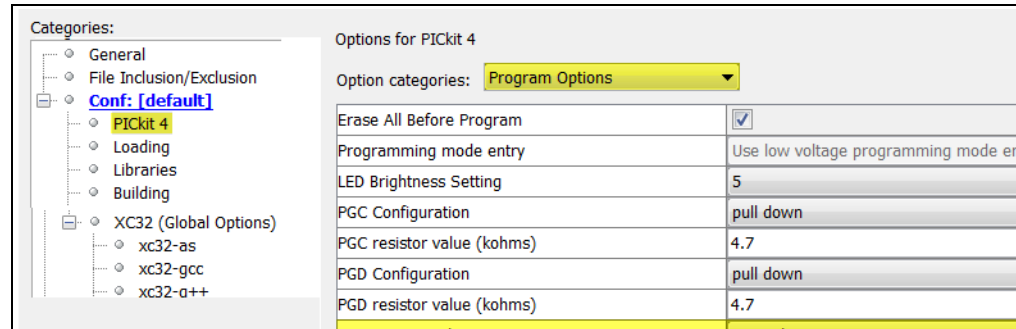 Categories:
General
File Inclusion/Exclusion
Conf: [default]
PICkit 4
Loading
Libraries
Building
XC32 (Global Options)
xc32-as
xc32-gcc
xc32-g++
Options for PICkit 4
Option categories: Program Options
Erase All Before Program
Programming mode entry Use low voltage programming mode
LED Brightness Setting 5
PGC Configuration pull down
PGC resistor value (kohms) 4.7
PGD Configuration pull down
PGD resistor value (kohms) 4.7